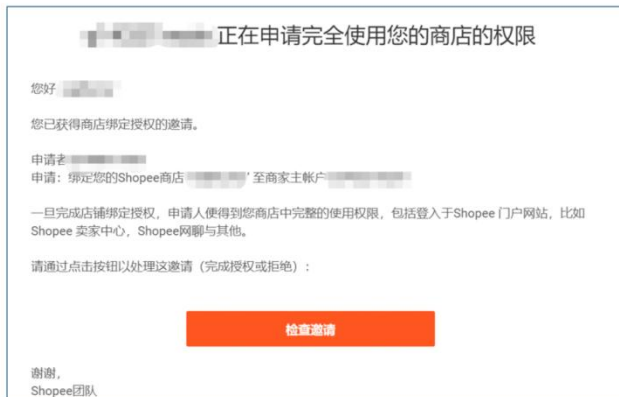 正在申请完全使用您的商店的权限
您好
您已获得商店绑定授权的邀请。
申请者
申请：绑定您的Shopee商店 ' 至商家主帐户
一旦完成店铺绑定授权，申请人便得到您商店中完整的使用权限，包括登入于Shopee 门户网站，比如
Shopee 卖家中心，Shopee网聊与其他。
请通过点击按钮以处理这邀请（完成授权或拒绝）：
检查邀请
谢谢，
Shopee团队